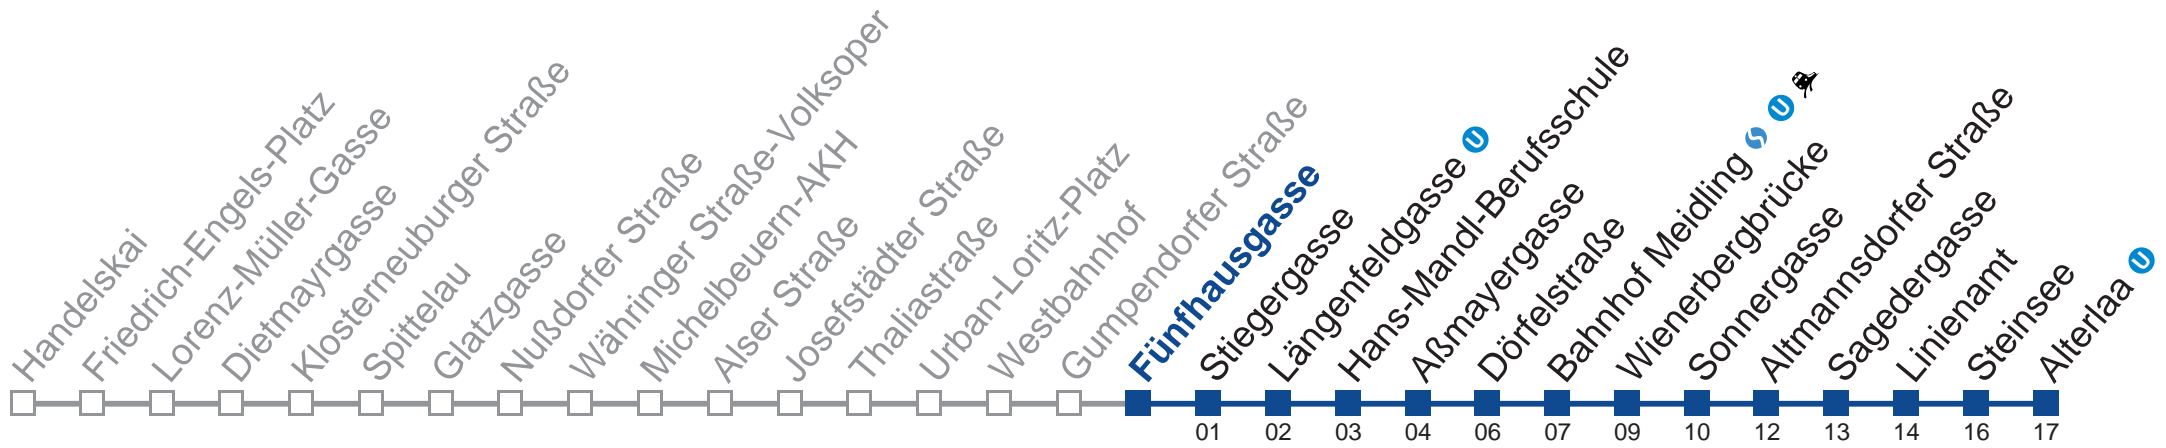 Handelskai
Friedrich-Engels-Platz
Lorenz-Müller-Gasse
Dietmayrgasse
Klosterneuburger Straße
Spittelau
Glatzgasse
Nußdorfer Straße
Währinger Straße-Volksoper
Michelbeuern-AKH
Alser Straße
Josefstädter Straße
Thaliastraße
Urban-Loritz-Platz
Westbahnhof
Gumpendorfer Straße
Fünfhausgasse
Stiegergasse
Längenfeldgasse U
Hans-Mandl-Berufsschule
Aßmayergasse
Dörfelstraße
Bahnhof Meidling S U
Wienerbergbrücke
Sonnergasse
Altmannsdorfer Straße
Sagedergasse
Linienamt
Steinsee
Alterlaa U
01 02 03 04 06 07 09 10 12 13 14 16 17